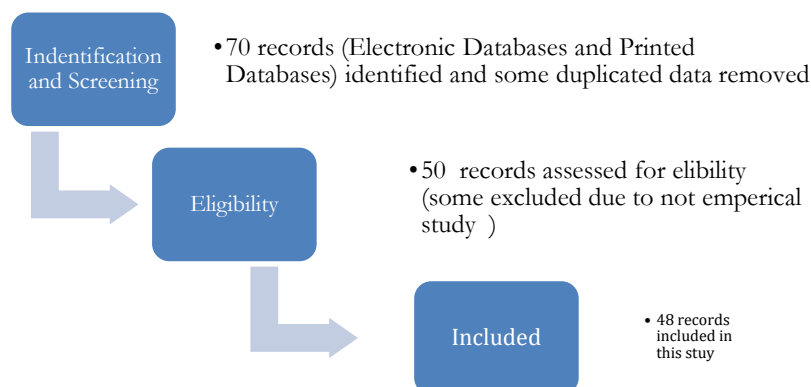 Indentification
and Screening
•70 records (Electronic Databases and Printed
Databases) identified and some duplicated data removed
Eligibility
•50 records assessed for elibility
(some excluded due to not emperical
study )
Included
• 48 records
included in
this stuy